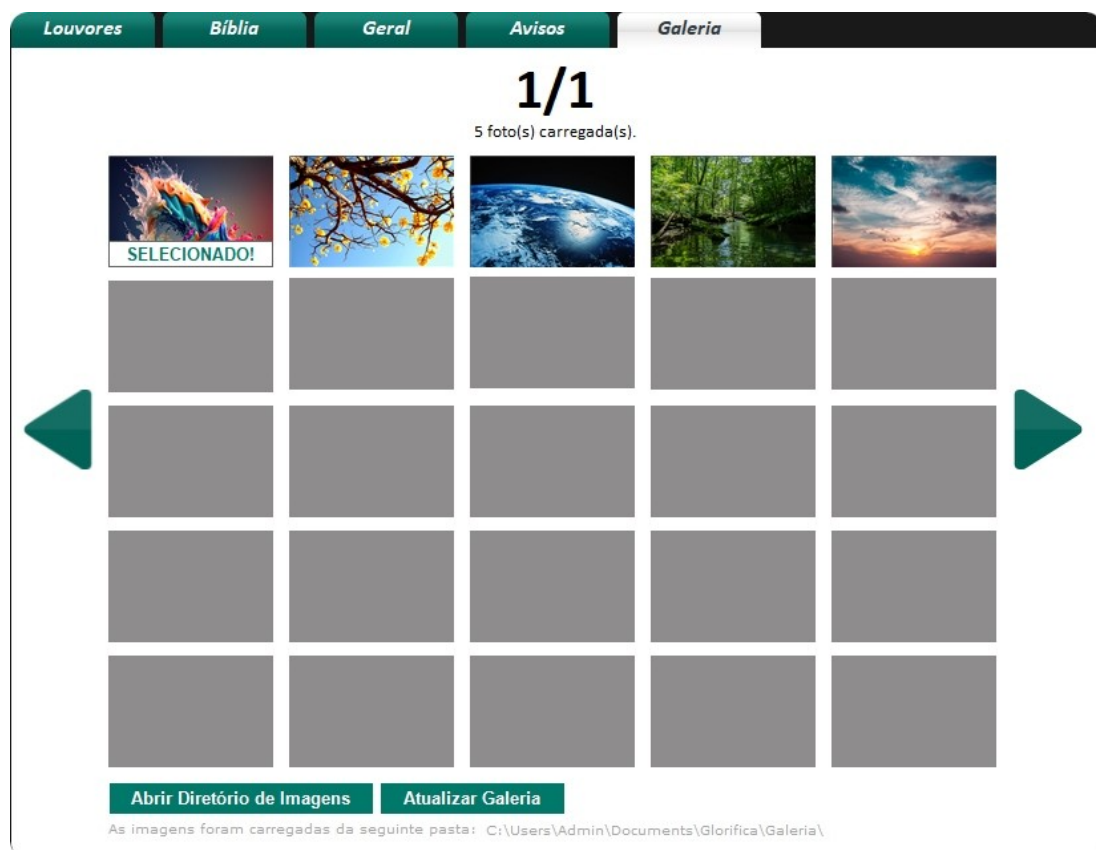 Louvores Bíblia Geral Avisos Galeria
1/1
5 foto(s) carregada(s).
SELECIONADO!
Abrir Diretório de Imagens Atualizar Galeria
As imagens foram carregadas da seguinte pasta: C:\Users\Admin\Documents\Glorifica\Galeria\